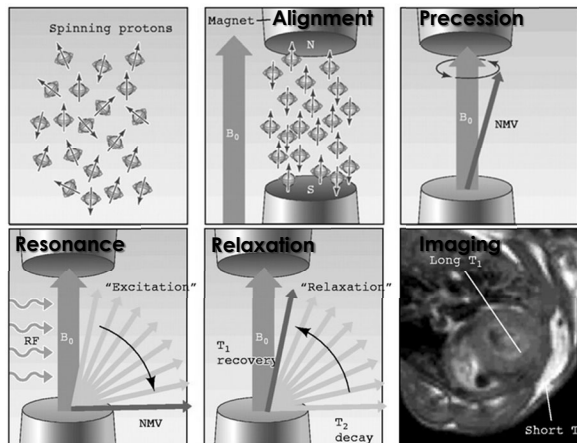 Spinning protons
Magnet
Alignment
N
B0
S
Precession
B0
NMV
Resonance
"Excitation"
RF
B0
NMV
Relaxation
"Relaxation"
T1
recovery
B0
T2
decay
Imaging
Long T1
Short T